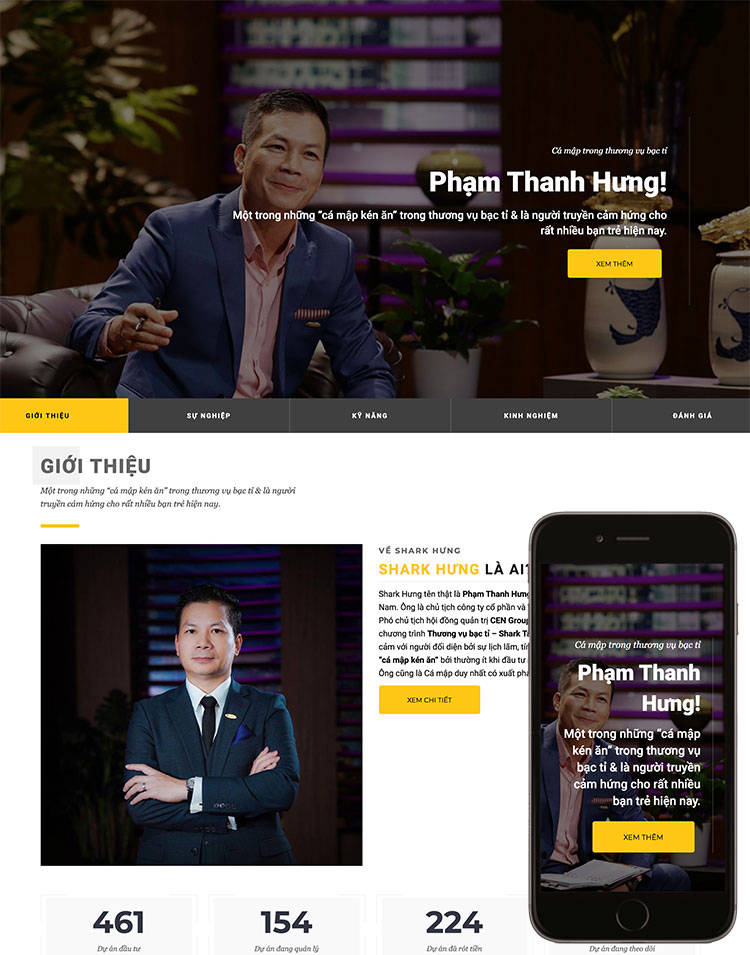 Cá mập trong thương vụ bạc tỉ
Phạm Thanh Hưng!
Một trong những “cá mập kén ăn” trong thương vụ bạc tỉ & là người truyền cảm hứng cho
rất nhiều bạn trẻ hiện nay.
XEM THÊM
GIỚI THIỆU
SỰ NGHIỆP
KỸ NĂNG
KINH NGHIỆM
ĐÁNH GIÁ
GIỚI THIỆU
Một trong những “cá mập kén ăn” trong thương vụ bạc tỉ & là người
truyền cảm hứng cho rất nhiều bạn trẻ hiện nay.
VỀ SHARK HƯNG
SHARK HƯNG LÀ AI?
Shark Hưng tên thật là Phạm Thanh Hưng
Nam. Ông là chủ tịch công ty cổ phần và
Phó chủ tịch hội đồng quản trị CEN Group
chương trình Thương vụ bạc tỉ – Shark
cảm với người đối diện bởi sự lịch lãm,
“cá mập kén ăn” bởi thường ít khi đầu tư
Ông cũng là Cá mập duy nhất có xuất
XEM CHI TIẾT
Cá mập trong thương vụ bạc tỉ
Phạm Thanh
Hưng!
Một trong những “cá mập
kén ăn” trong thương vụ
bạc tỉ & là người truyền
cảm hứng cho rất nhiều
bạn trẻ hiện nay.
XEM THÊM
461
Dự án đầu tư
154
Dự án đang quản lý
224
Dự án đã rót tiền
Dự án đang theo dõi